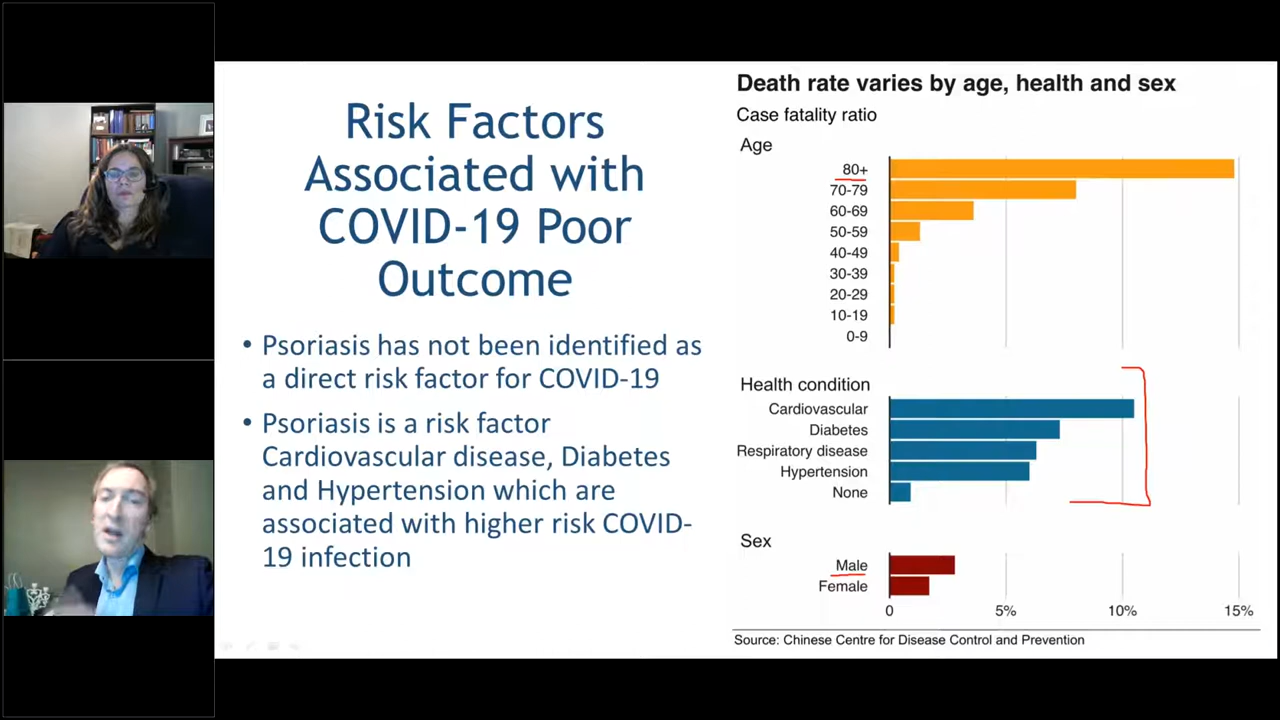 Risk Factors
Associated with
COVID-19 Poor
Outcome
• Psoriasis has not been identified as
a direct risk factor for COVID-19
• Psoriasis is a risk factor
Cardiovascular disease, Diabetes
and Hypertension which are
associated with higher risk COVID-
19 infection
Death rate varies by age, health and sex
Case fatality ratio
Age
80+
70-79
60-69
50-59
40-49
30-39
20-29
10-19
0-9
Health condition
Cardiovascular
Diabetes
Respiratory disease
Hypertension
None
Sex
Male
Female
0 5% 10% 15%
Source: Chinese Centre for Disease Control and Prevention